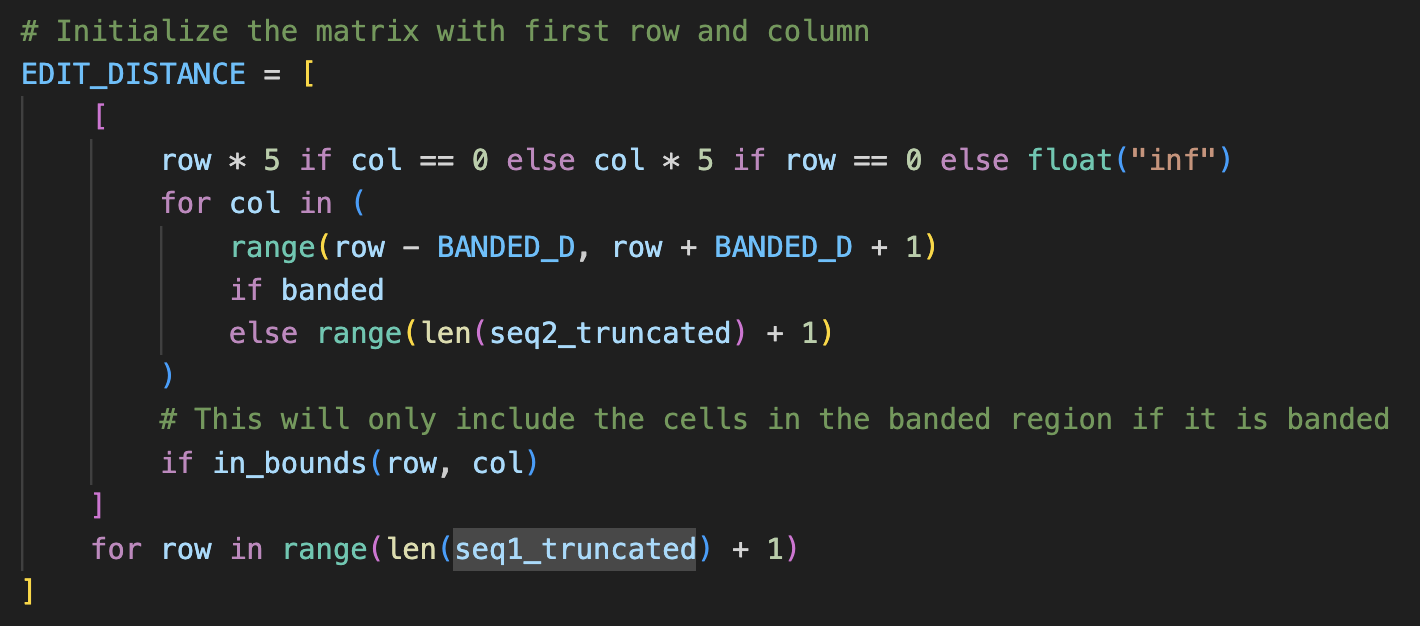 # Initialize the matrix with first row and column
EDIT_DISTANCE = [
    [
        row * 5 if col == 0 else col * 5 if row == 0 else float("inf")
        for col in (
            range(row - BANDED_D, row + BANDED_D + 1)
            if banded
            else range(len(seq2_truncated) + 1)
        )
        # This will only include the cells in the banded region if it is banded
        if in_bounds(row, col)
    ]
    for row in range(len(seq1_truncated) + 1)
]